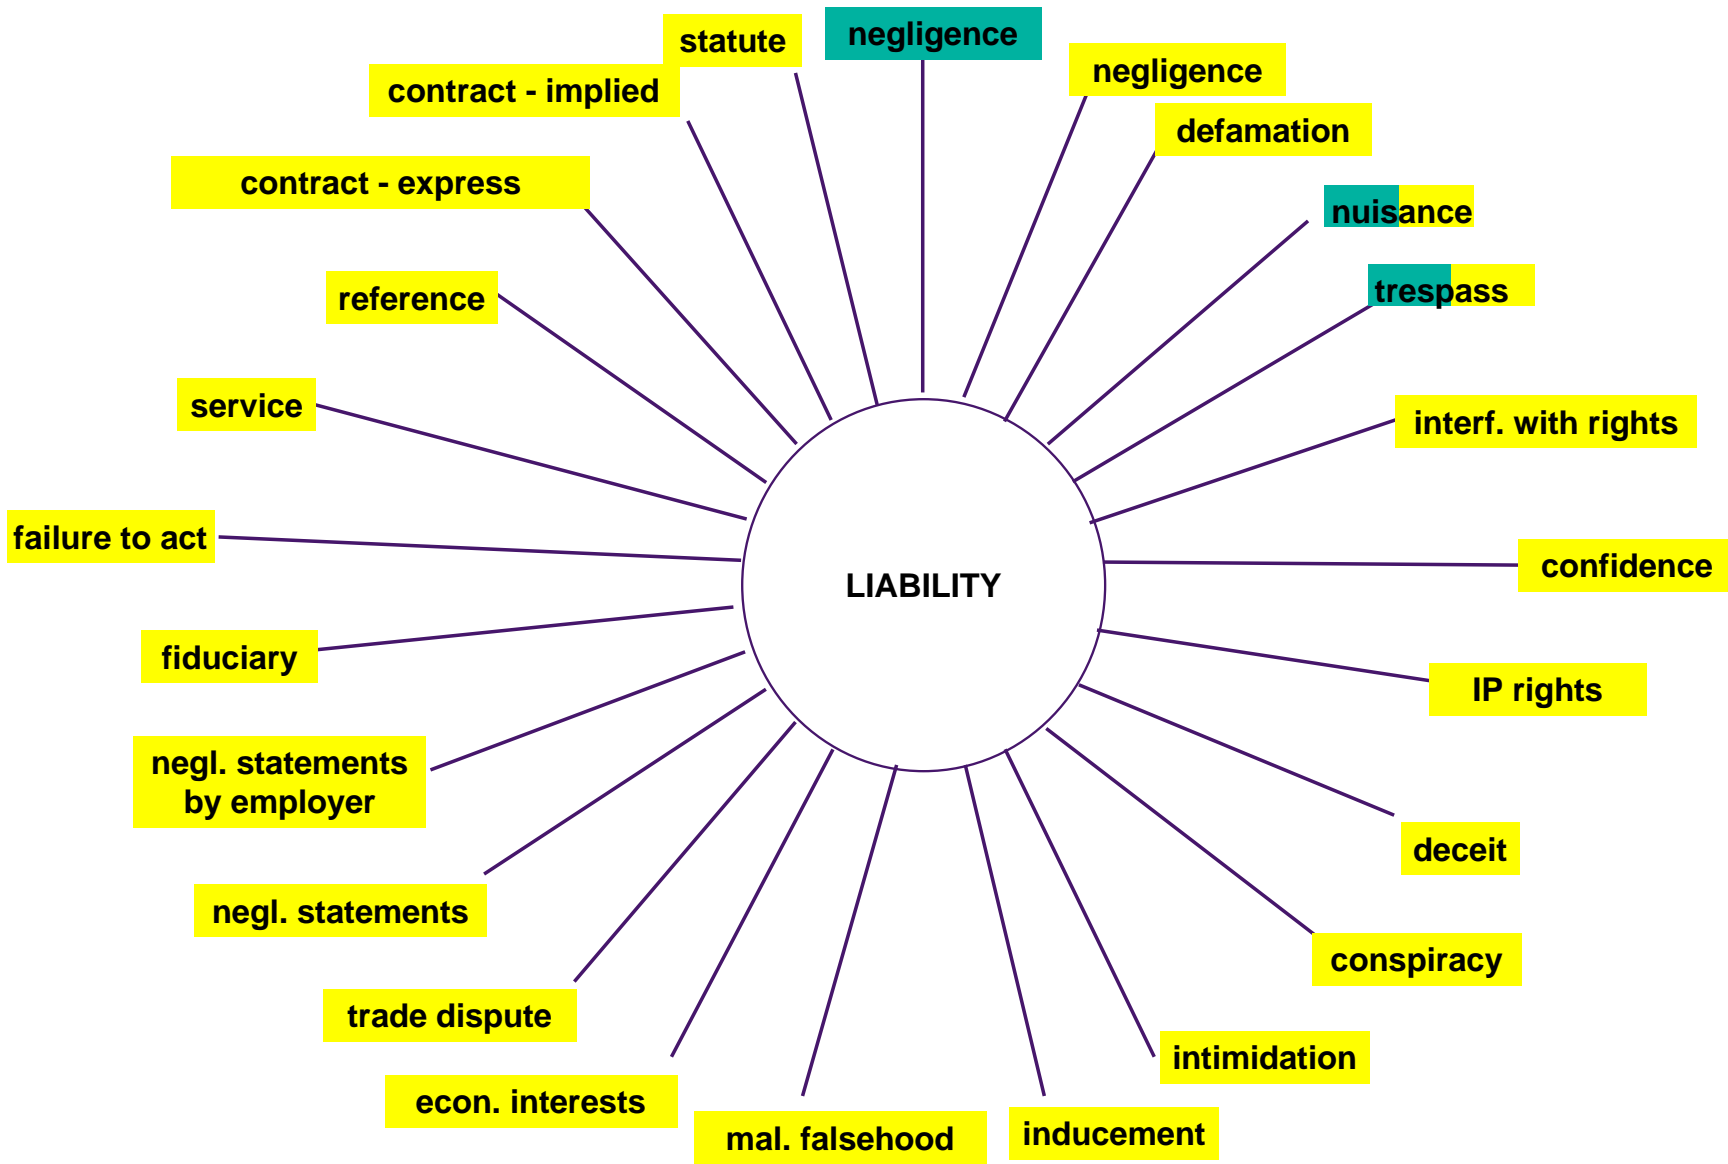 negligence
statute
negligence
contract - implied
defamation
contract - express
nuisance
trespass
reference
service
interf. with rights
failure to act
confidence
LIABILITY
fiduciary
IP rights
negl. statements
by employer
deceit
negl. statements
conspiracy
trade dispute
intimidation
econ. interests
inducement
mal. falsehood